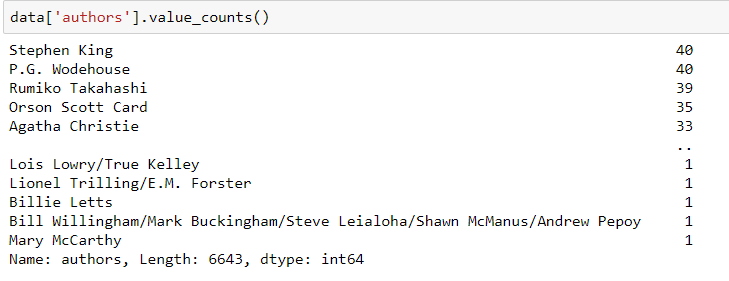 data['authors'].value_counts()
Stephen King 40
P.G. Wodehouse 40
Rumiko Takahashi 39
Orson Scott Card 35
Agatha Christie 33
..
Lois Lowry/True Kelley 1
Lionel Trilling/E.M. Forster 1
Billie Letts 1
Bill Willingham/Mark Buckingham/Steve Leialoha/Shawn McManus/Andrew Pepoy 1
Mary McCarthy 1
Name: authors, Length: 6643, dtype: int64